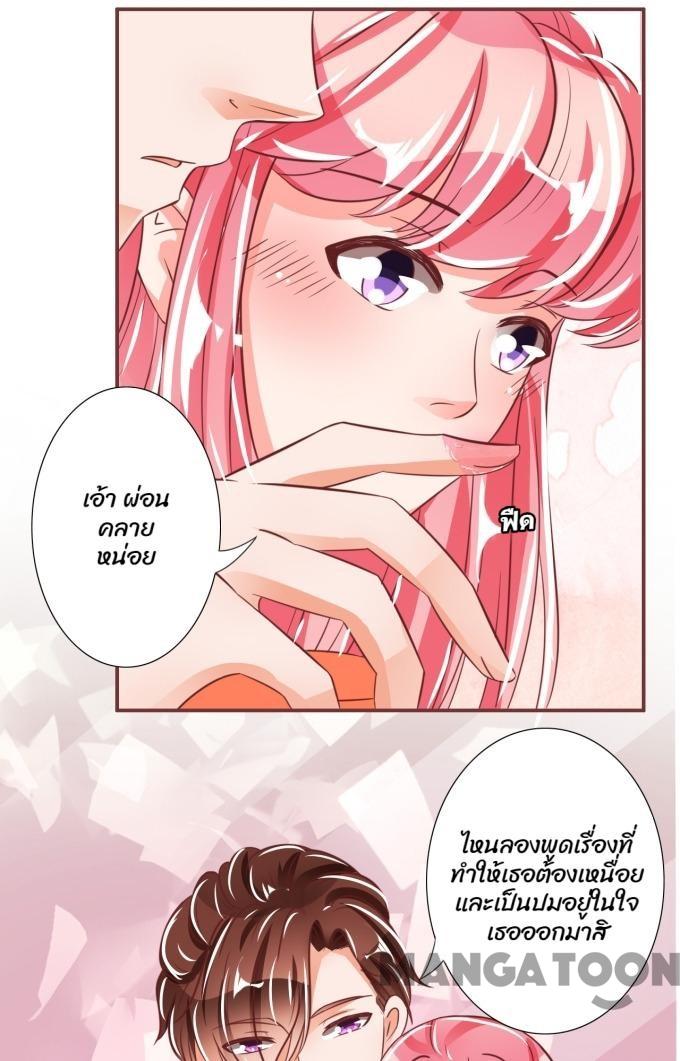 เอ้า ผ่อน
คลาย
หน่อย
ฟืด
ไหนลองพูดเรื่องที่
ทำให้เธอต้องเหนื่อย
และเป็นปมอยู่ในใจ
เธอออกมาสิ
MANGATOON